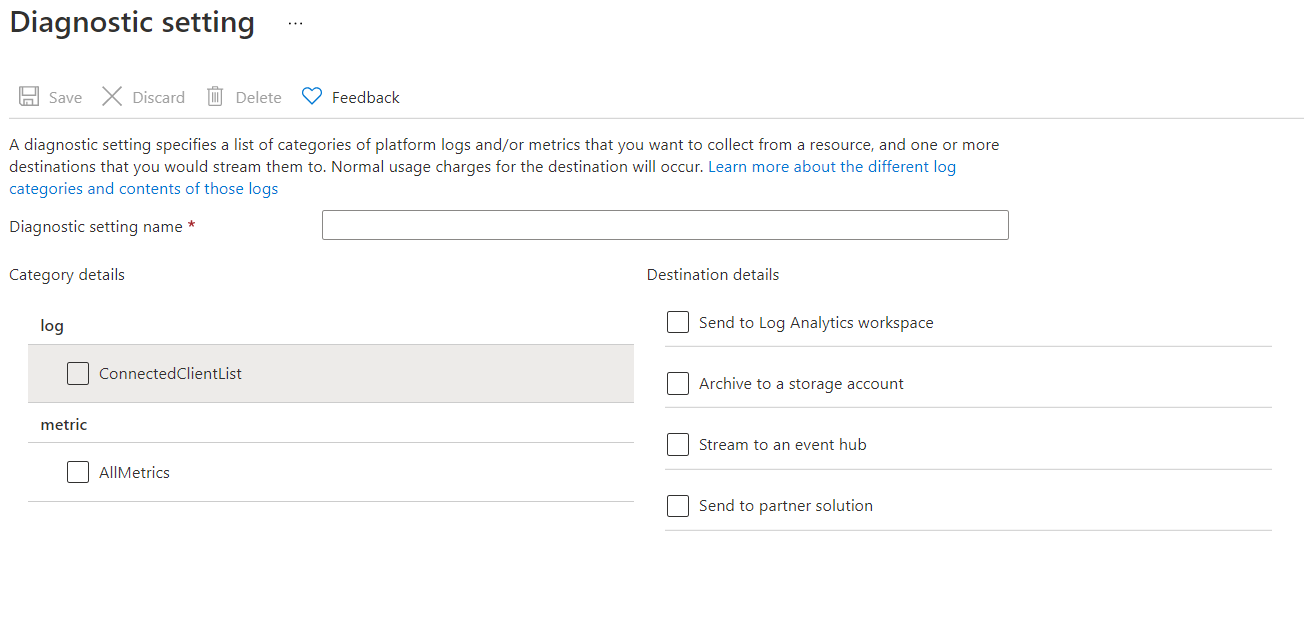 Diagnostic setting ...
Save Discard Delete Feedback
A diagnostic setting specifies a list of categories of platform logs and/or metrics that you want to collect from a resource, and one or more
destinations that you would stream them to. Normal usage charges for the destination will occur. Learn more about the different log
categories and contents of those logs
Diagnostic setting name *
Category details
Destination details
log
Send to Log Analytics workspace
ConnectedClientList
Archive to a storage account
metric
Stream to an event hub
AllMetrics
Send to partner solution